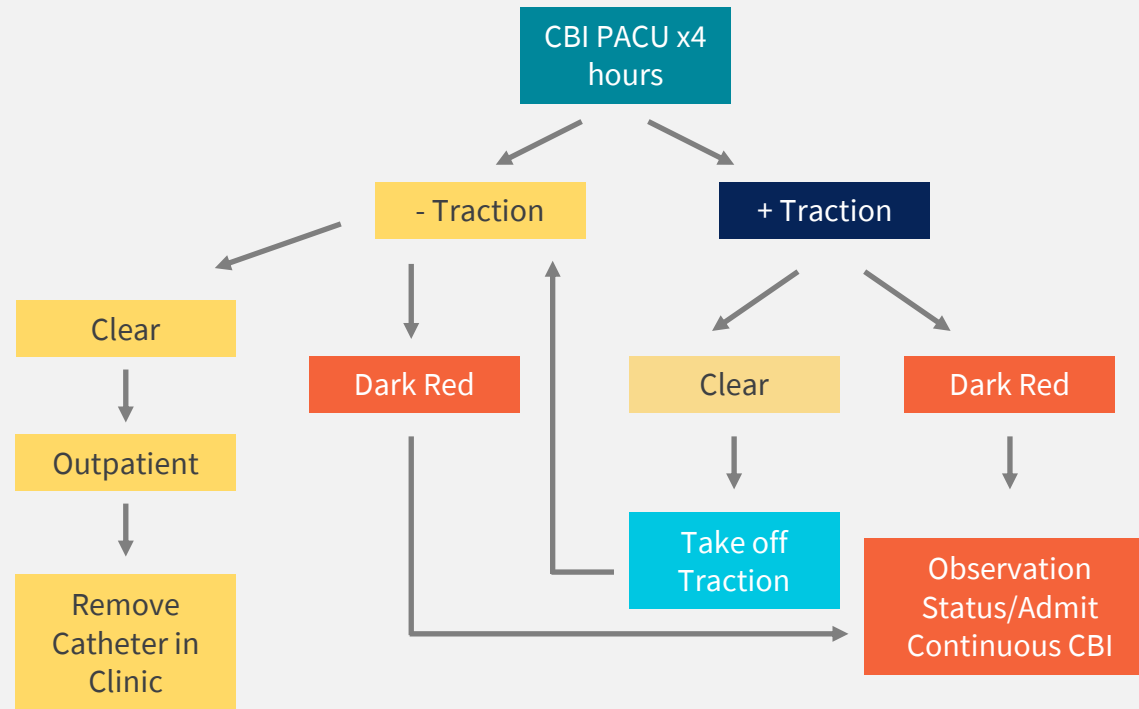 CBI PACU x4
hours
- Traction
+ Traction
Clear
Dark Red
Clear
Dark Red
Outpatient
Take off
Traction
Observation
Status/Admit
Continuous CBI
Remove
Catheter in
Clinic